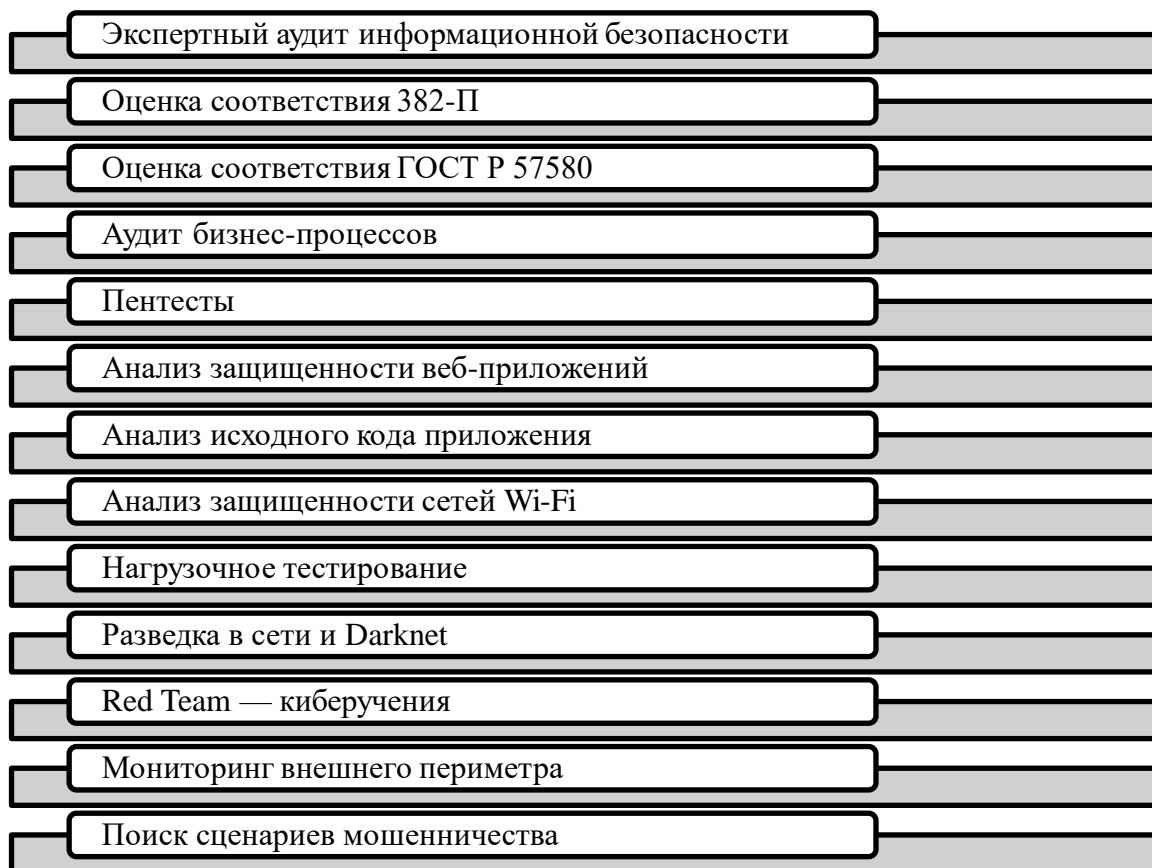 Экспертный аудит информационной безопасности
Оценка соответствия 382-П
Оценка соответствия ГОСТ Р 57580
Аудит бизнес-процессов
Пентесты
Анализ защищенности веб-приложений
Анализ исходного кода приложения
Анализ защищенности сетей Wi-Fi
Нагрузочное тестирование
Разведка в сети и Darknet
Red Team — киберучения
Мониторинг внешнего периметра
Поиск сценариев мошенничества